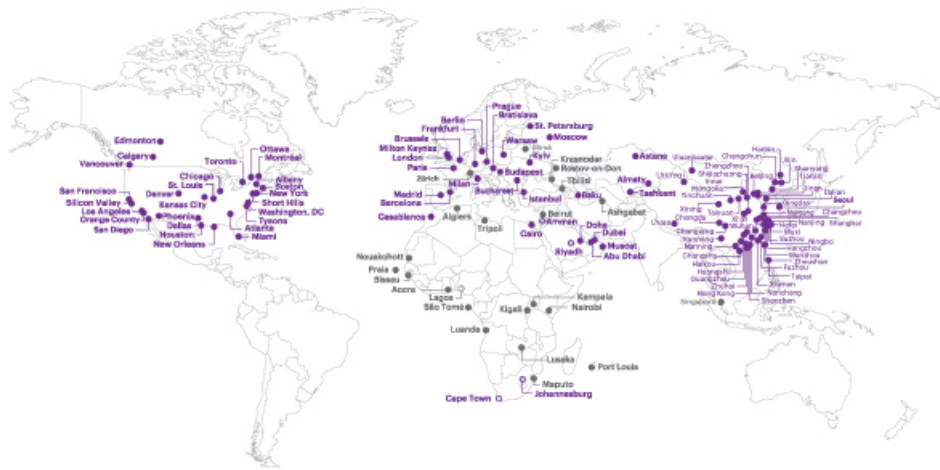 Edmonton
Calgary
Vancouver
San Francisco
Silicon Valley
Los Angeles
Orange County
San Diego
Phoenix
Denver
Kansas City
St. Louis
Chicago
Toronto
Ottawa
Montréal
Albany
Boston
New York
Short Hills
Washington, DC
Tysons
Atlanta
Miami
Dallas
Houston
New Orleans
Prague
Bratislava
Berlin
Frankfurt
Brussels
Milton Keynes
London
Paris
Zürich
Milan
Madrid
Barcelona
Casablanca
Algiers
Tripoli
Bucharest
Budapest
Warsaw
Kyiv
St. Petersburg
Moscow
Krasnodar
Rostov-on-Don
Tbilisi
Istanbul
Baku
Ashgabat
Beirut
Amman
Cairo
Doha
Dubai
Riyadh
Muscat
Abu Dhabi
Astana
Almaty
Tashkent
Nouakchott
Praia
Bissau
Accra
Lagos
São Tomé
Luanda
Kigali
Kampala
Nairobi
Lusaka
Port Louis
Maputo
Johannesburg
Cape Town
Harbin
Changchun
Jilin
Shenyang
Beijing
Zhengzhou
Shijiazhuang
Inner
Mongolia
Dalian
Seoul
Xining
Taiyuan
Chengdu
Lhasa
Chongqing
Kunming
Nanning
Changsha
Haikou
Guangzhou
Zhuhai
Hong Kong
Singapore
Changzhou
Shanghai
Nanjing
Hefei
Wuxi
Suzhou
Ningbo
Hangzhou
Wenzhou
Fuzhou
Taipei
Xiamen
Nanchang
Shenzhen